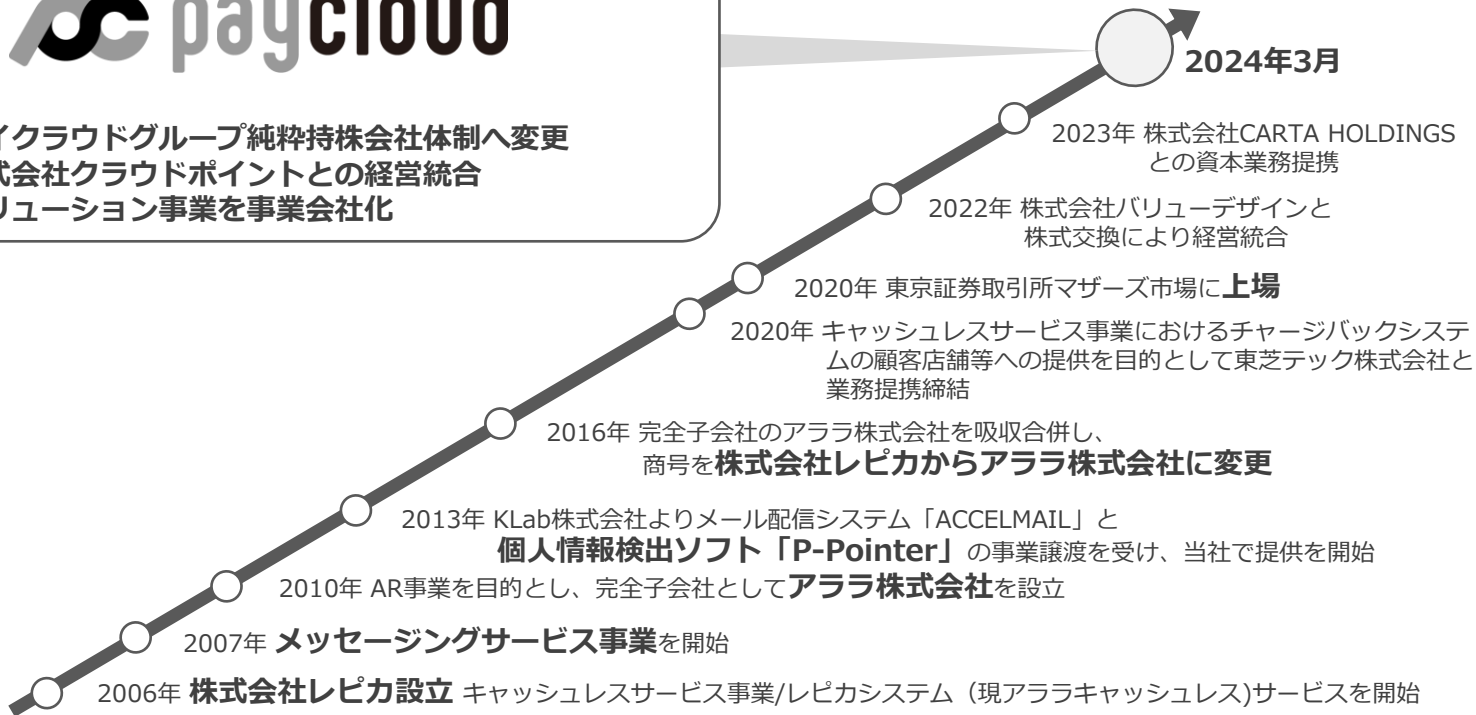 paycloud
イクラウドグループ純粋持株会社体制へ変更
式会社クラウドポイントとの経営統合
リューション事業を事業会社化
2024年3月
2023年 株式会社CARTA HOLDINGS
との資本業務提携
2022年 株式会社バリューデザインと
株式交換により経営統合
2020年 東京証券取引所マザーズ市場に上場
2020年 キャッシュレスサービス事業におけるチャージバックシステ
ムの顧客店舗等への提供を目的として東芝テック株式会社と
業務提携締結
2016年 完全子会社のアララ株式会社を吸収合併し、
商号を株式会社レピカからアララ株式会社に変更
2013年 KLab株式会社よりメール配信システム「ACCELMAIL」と
個人情報検出ソフト「P-Pointer」の事業譲渡を受け、当社で提供を開始
2010年 AR事業を目的とし、完全子会社としてアララ株式会社を設立
2007年 メッセージングサービス事業を開始
2006年 株式会社レピカ設立 キャッシュレスサービス事業/レピカシステム（現アララキャッシュレス)サービスを開始